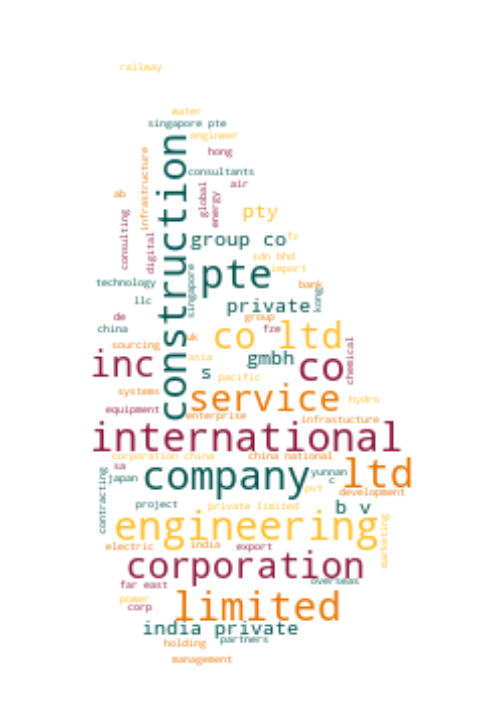 railway
water
singapore pte
engineer
construction
hong
infrastructure
consultants
air
ab
global
energy
consulting
digital
pty
group co
fz
sdn bhd
import
pte
technology
singapore
bank
llc
private
kong
de
group
china
fze
uk
co ltd
sourcing
chemical
asia
gmbh
inc
s
pacific
co
systems
service
hydro
equipment
enterprise
infrastucture
international
corporation china
china national
sa
company
yunnan
ltd
japan
c
contracting
pvt
development
project
private limited
b v
engineering
marketing
electric
india
export
corporation
overseas
far east
power
corp
limited
india private
partners
holding
management